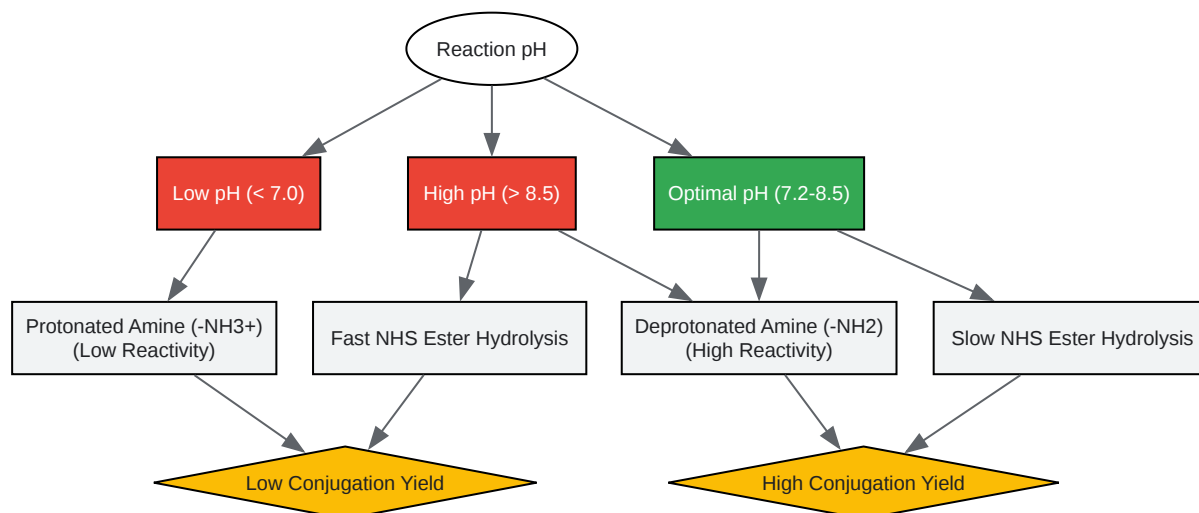 Reaction pH
Low pH (< 7.0)
High pH (> 8.5)
Optimal pH (7.2-8.5)
Protonated Amine (-NH3+)
(Low Reactivity)
Fast NHS Ester Hydrolysis
Deprotonated Amine (-NH2)
(High Reactivity)
Slow NHS Ester Hydrolysis
Low Conjugation Yield
High Conjugation Yield